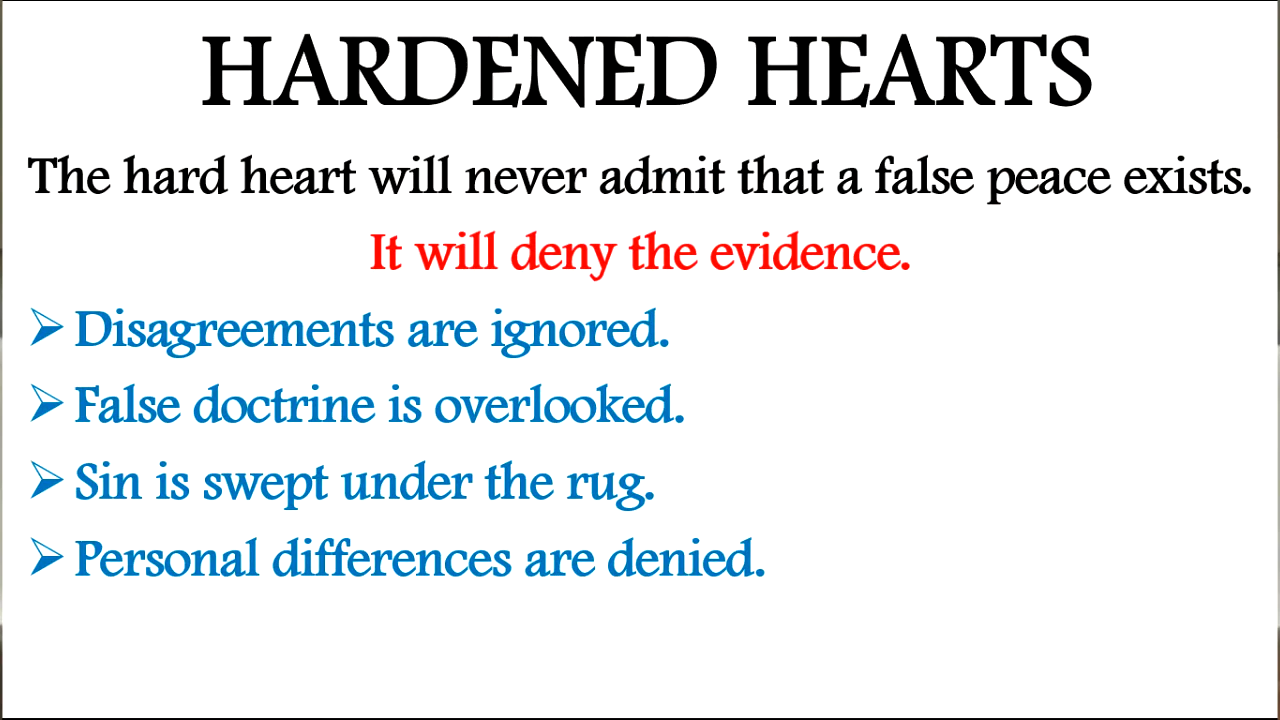 HARDENED HEARTS
The hard heart will never admit that a false peace exists.
It will deny the evidence.
➢ Disagreements are ignored.
➢ False doctrine is overlooked.
➢ Sin is swept under the rug.
➢ Personal differences are denied.